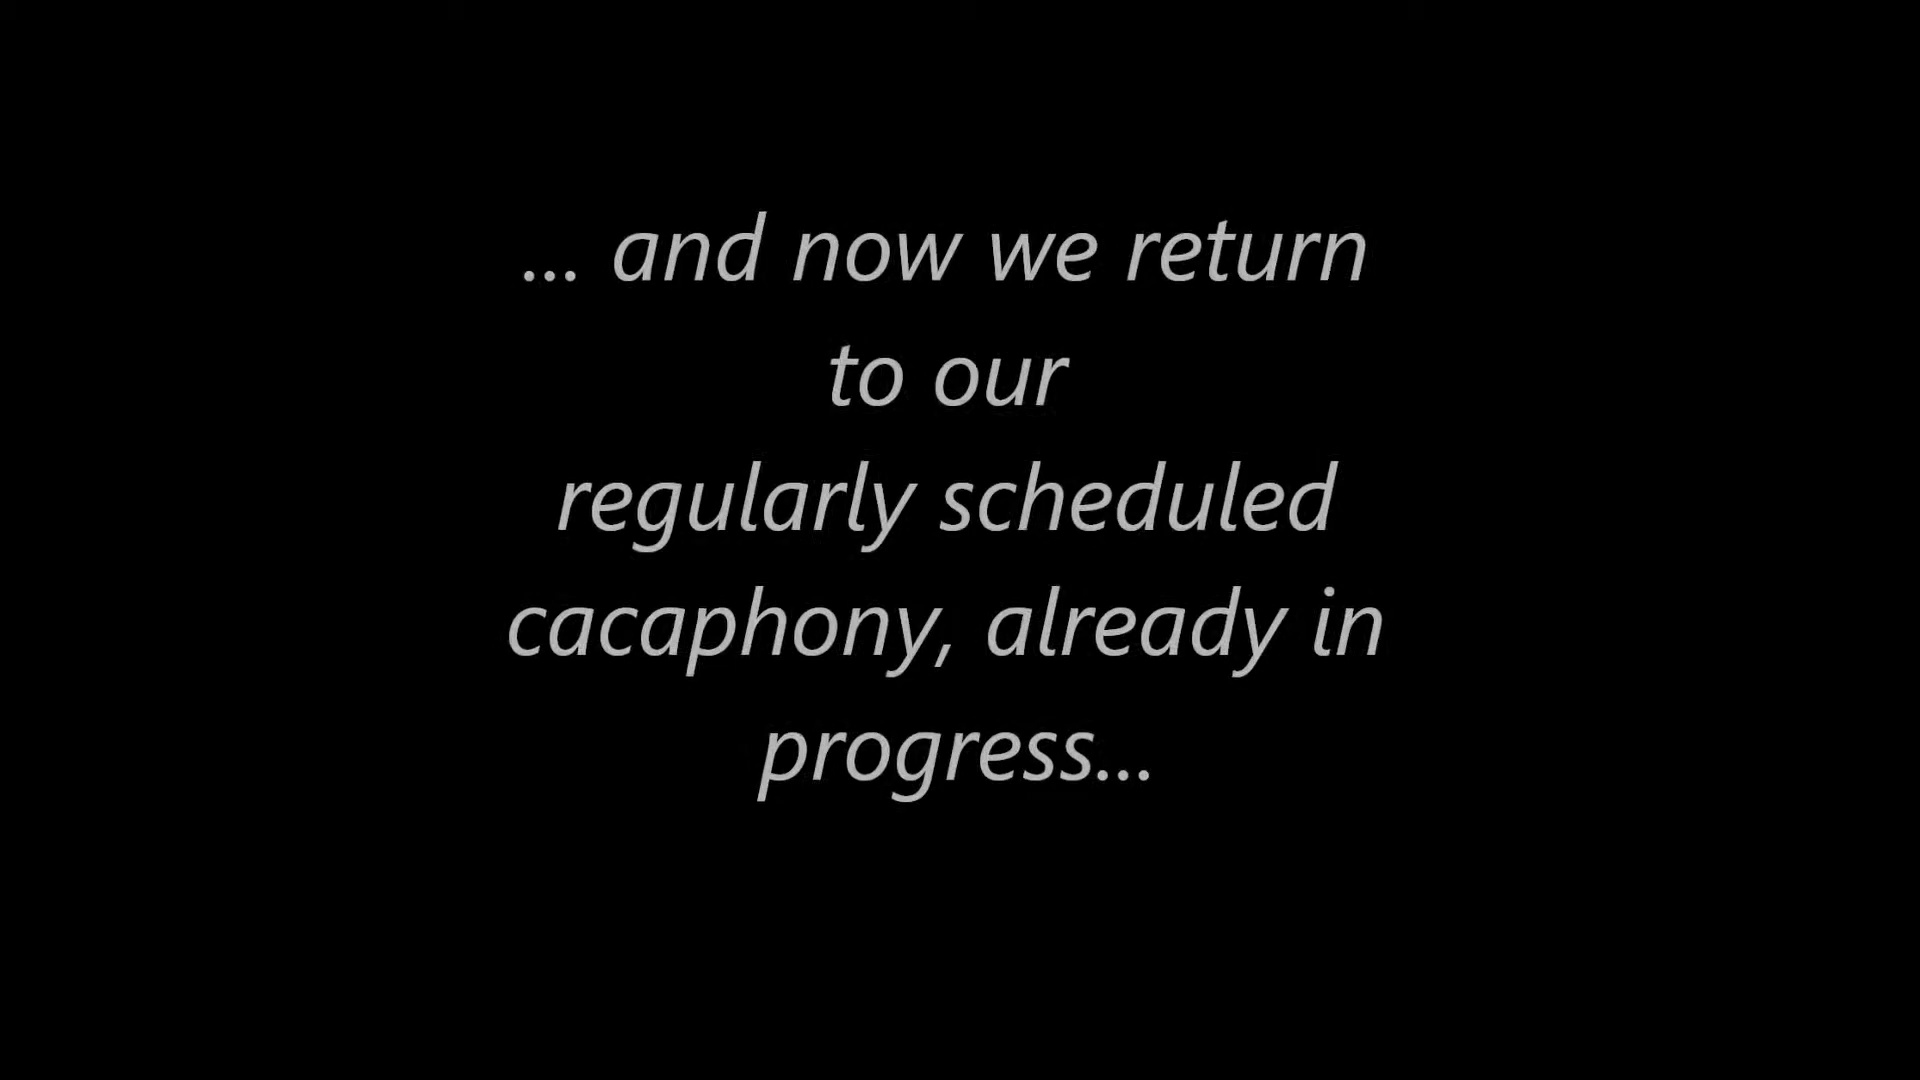 ... and now we return
to our
regularly scheduled
cacaphony, already in
progress...